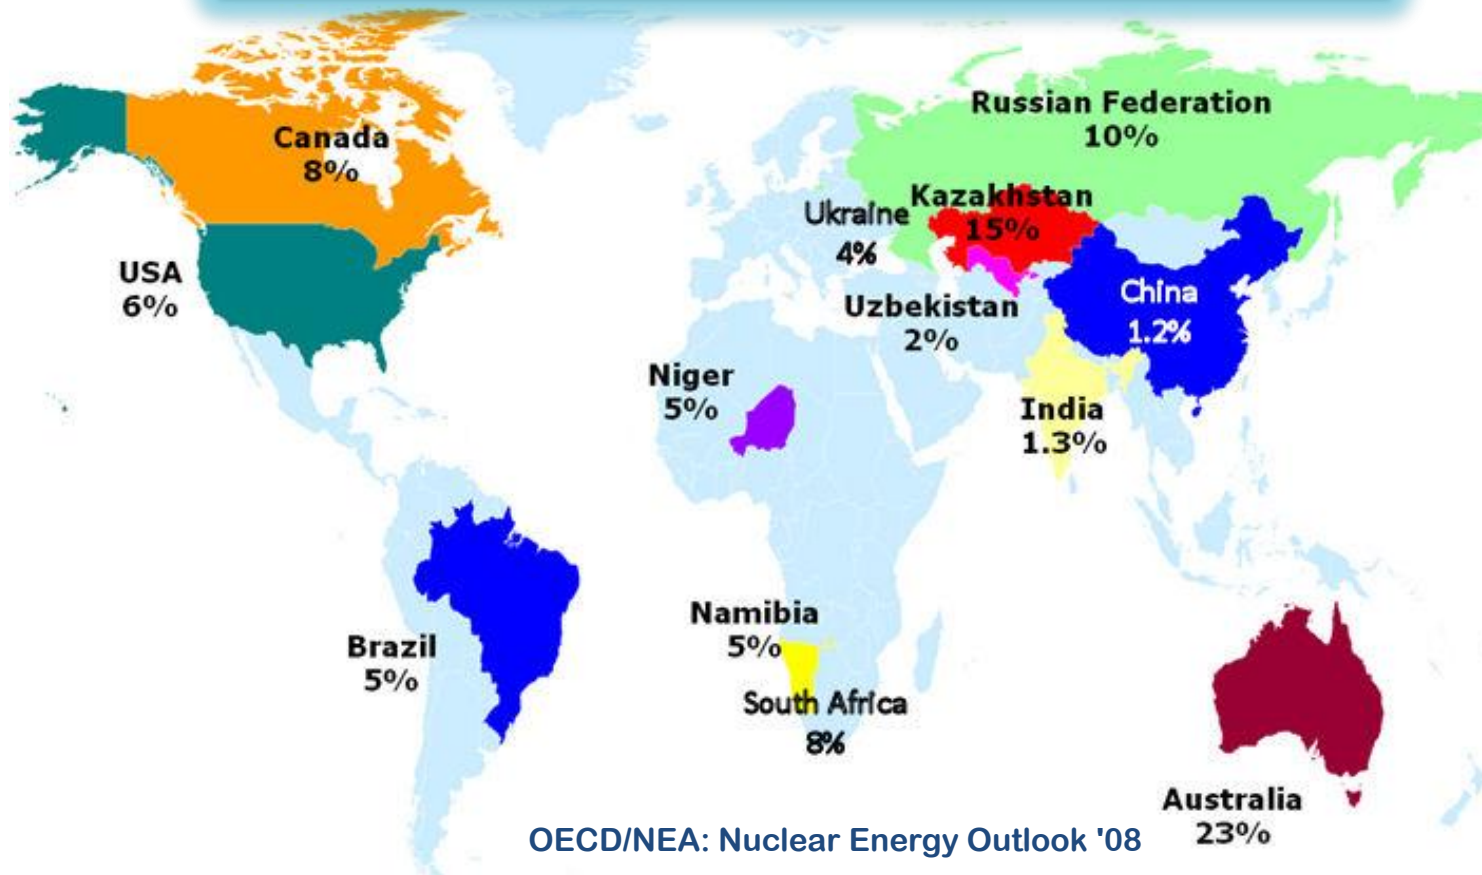 Russian Federation
10%
Canada
8%
Kazakhstan
15%
Ukraine
4%
USA
6%
China
1.2%
Uzbekistan
2%
Niger
5%
India
1.3%
Namibia
5%
Brazil
5%
South Africa
8%
Australia
23%
OECD/NEA: Nuclear Energy Outlook '08